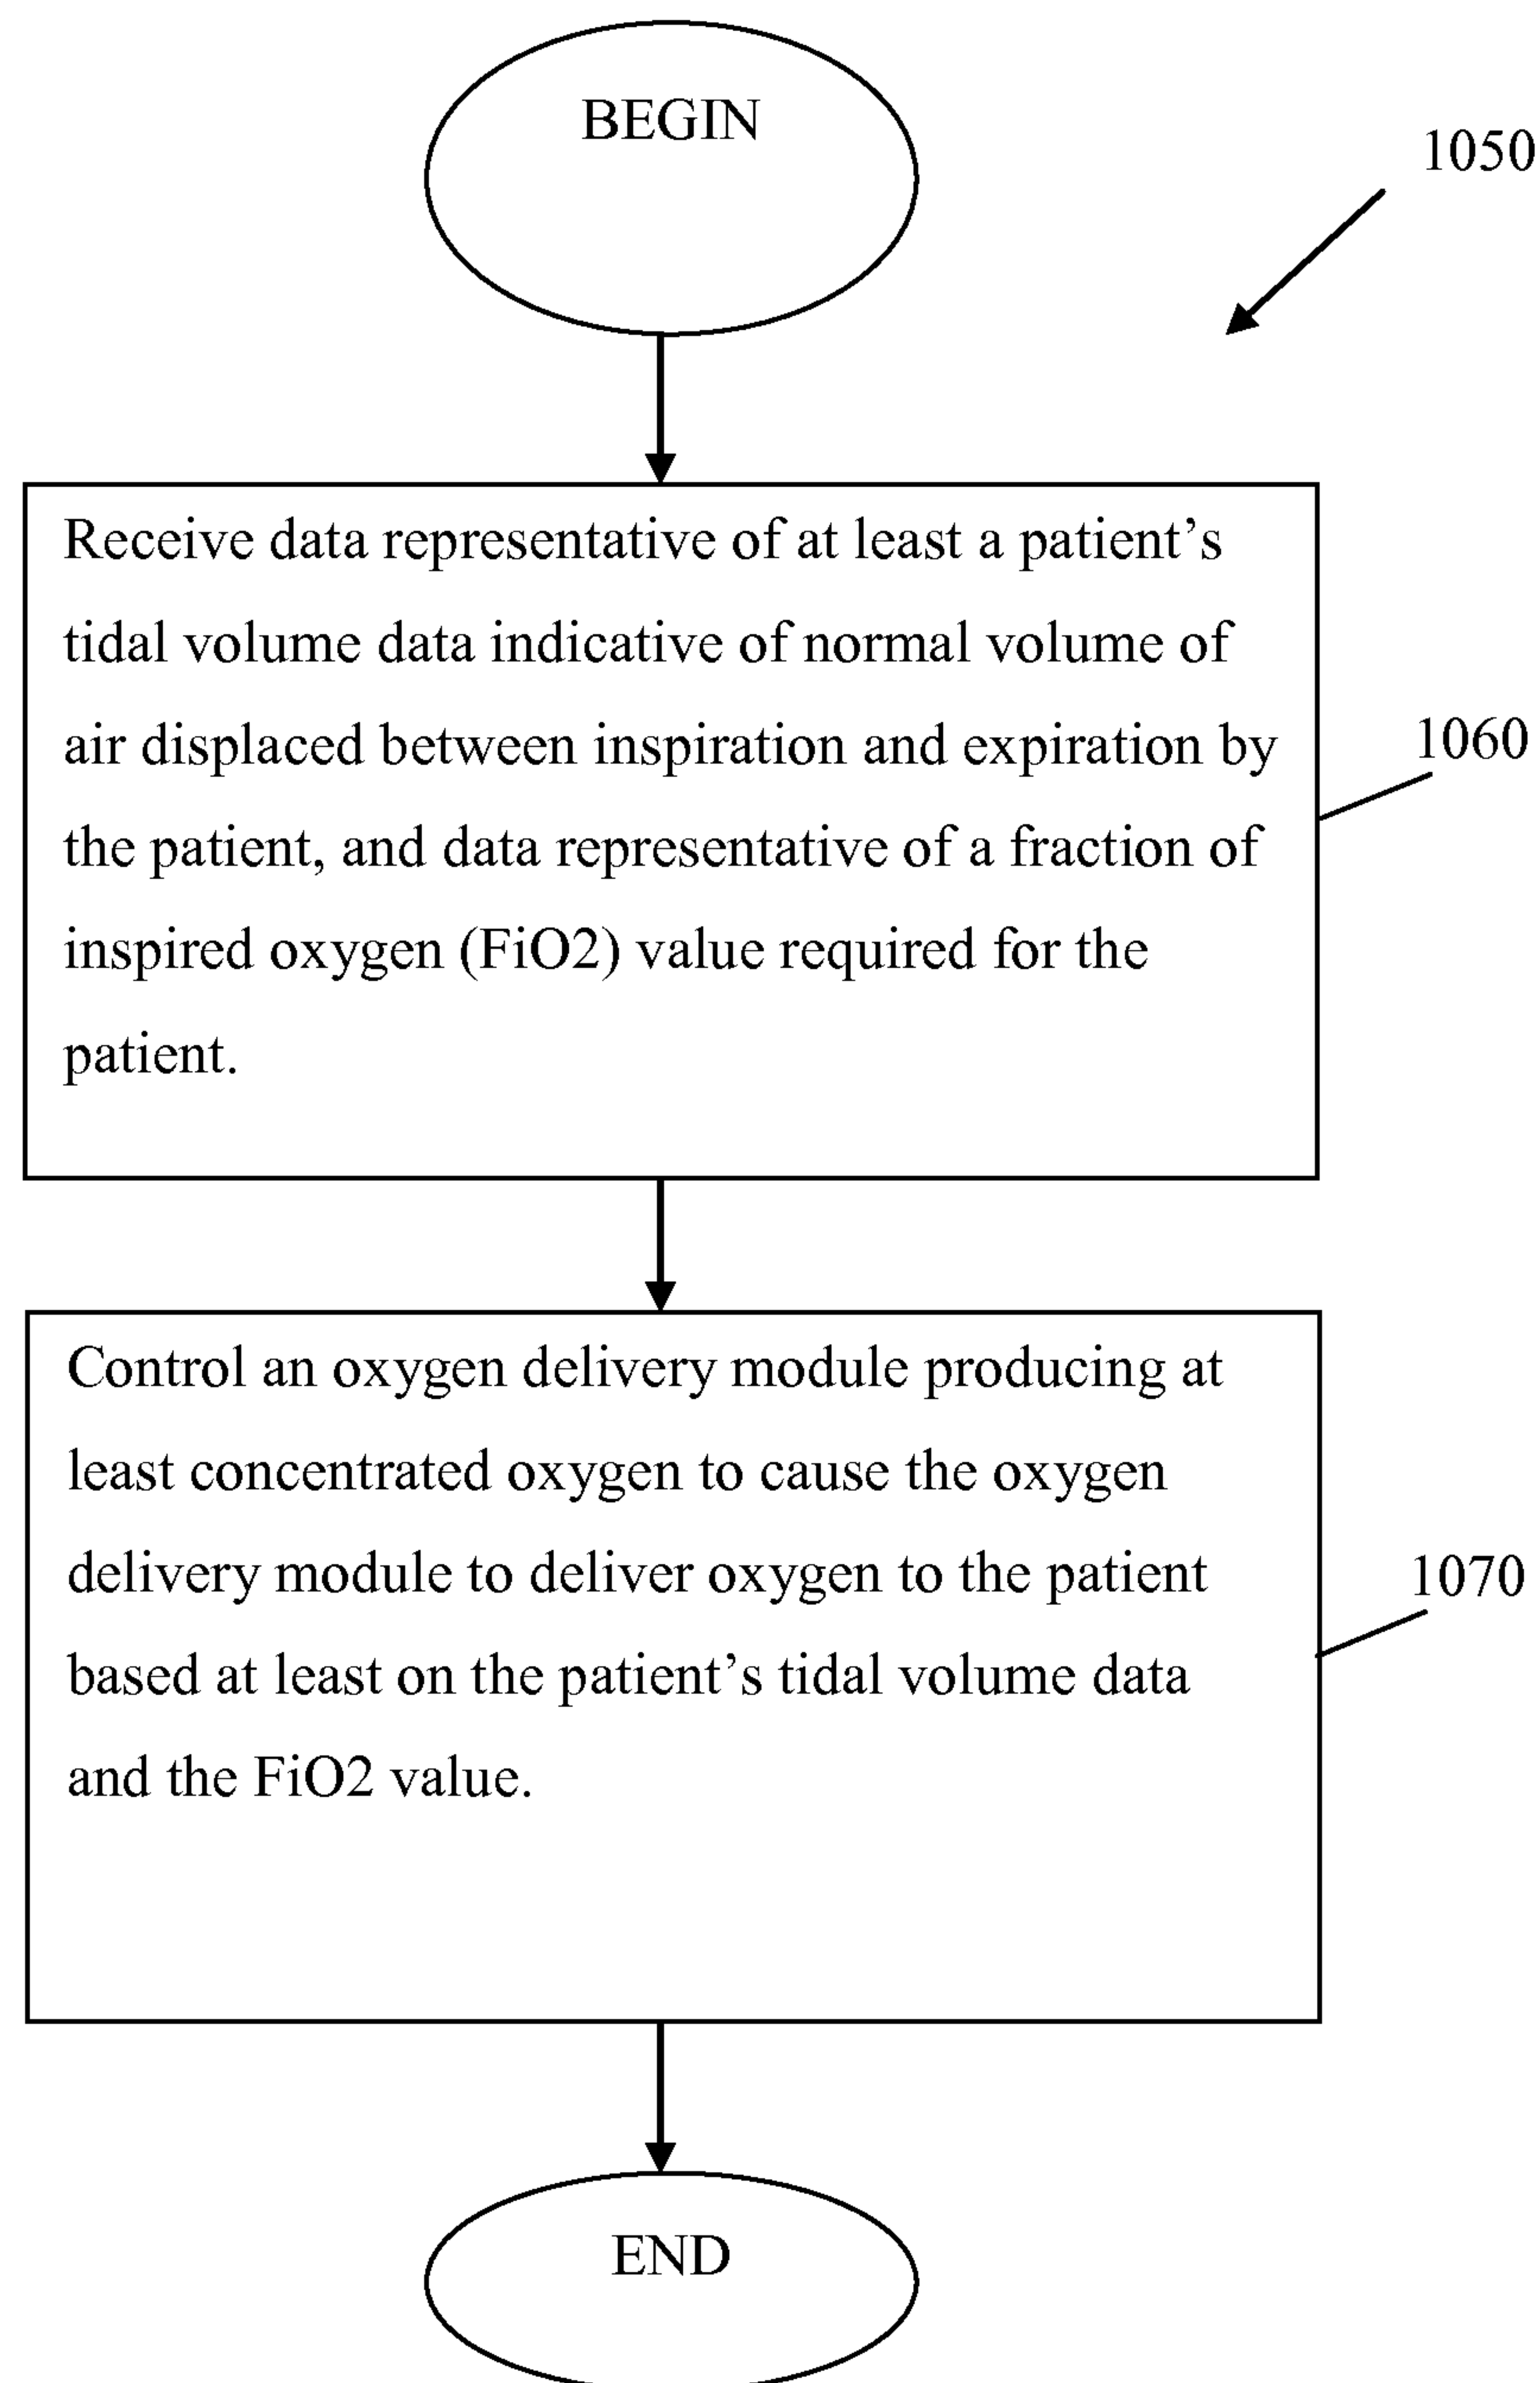 BEGIN
1050
Receive data representative of at least a patient’s
tidal volume data indicative of normal volume of
air displaced between inspiration and expiration by
the patient, and data representative of a fraction of
inspired oxygen (FiO2) value required for the
patient.
1060
Control an oxygen delivery module producing at
least concentrated oxygen to cause the oxygen
delivery module to deliver oxygen to the patient
based at least on the patient’s tidal volume data
and the FiO2 value.
1070
END